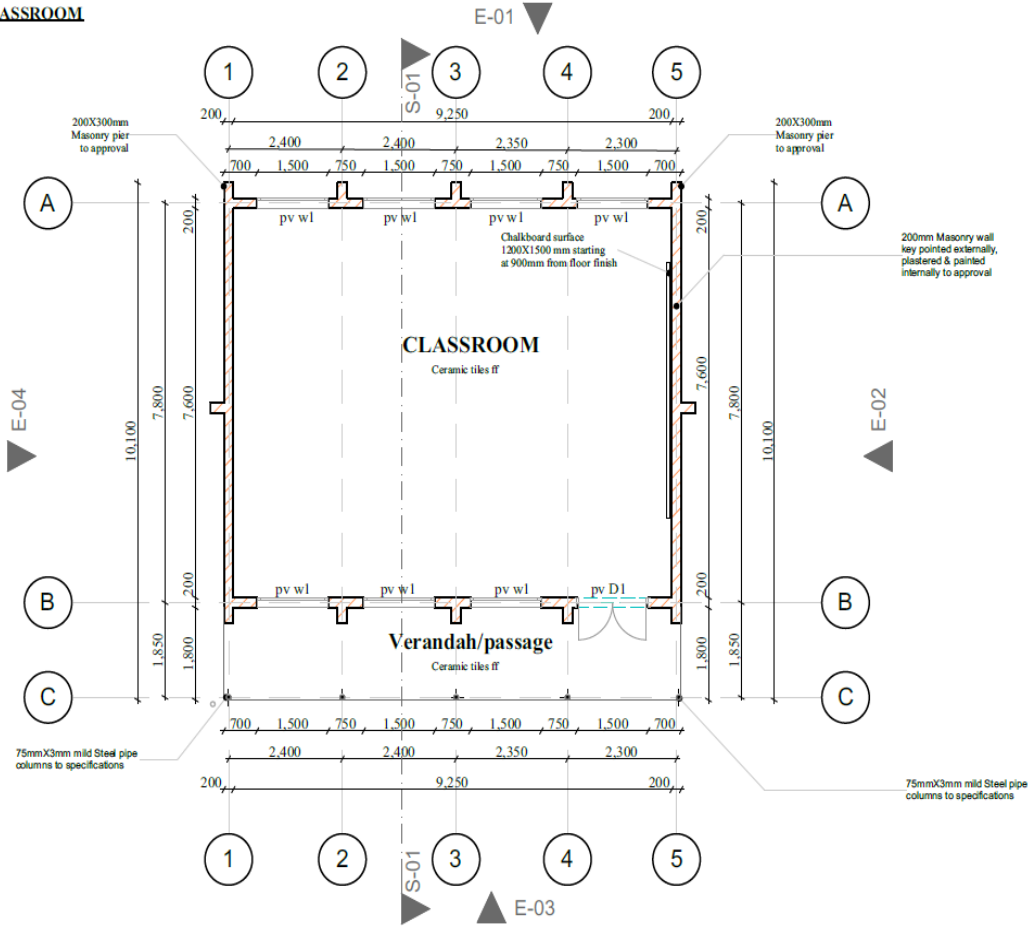 ASSROOM
E-01
1
2
3
4
5
S-01
200
9,250
200
200X300mm
Masonry pier
to approval
2,400
2,400
2,350
2,300
200X300mm
Masonry pier
to approval
700
1,500
750
1,500
750
1,500
750
1,500
700
A
A
200
200
pv w1
pv w1
pv w1
pv w1
Chalkboard surface
1200X1500 mm starting
at 900mm from floor finish
200mm Masonry wall
key pointed externally,
plastered & painted
internally to approval
CLASSROOM
Ceramic tiles ff
E-04
10,100
7,800
7,600
7,600
7,800
10,100
E-02
200
200
pv w1
pv w1
pv w1
pv D1
B
B
Verandah/passage
Ceramic tiles ff
1,850
1,800
1,800
1,850
C
C
700
1,500
750
1,500
750
1,500
750
1,500
700
75mmX3mm mild Steel pipe
columns to specifications
2,400
2,400
2,350
2,300
200
9,250
200
75mmX3mm mild Steel pipe
columns to specifications
1
2
3
4
5
S-01
E-03